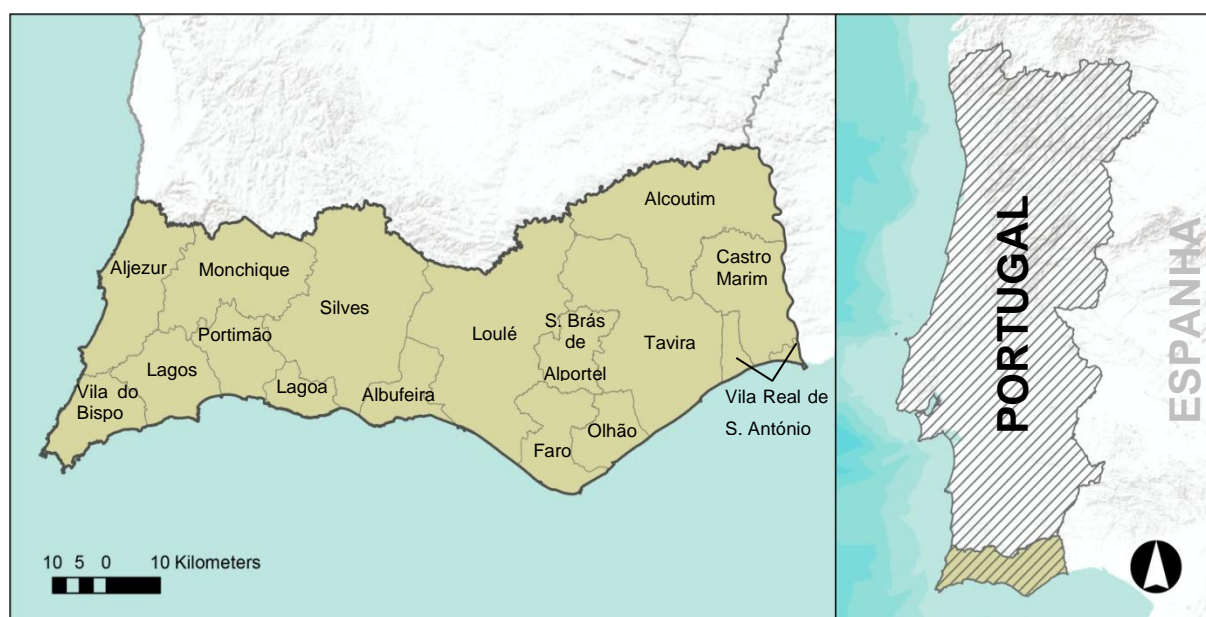 Alcoutim
Aljezur
Monchique
Castro
Marim
Silves
Portimão
Loulé
S. Brás
de
Alportel
Tavira
Lagos
Lagoa
Albufeira
Vila do
Bispo
Vila Real de
S. António
Olhão
Faro
10 5 0 10 Kilometers
PORTUGAL
ESPANHA